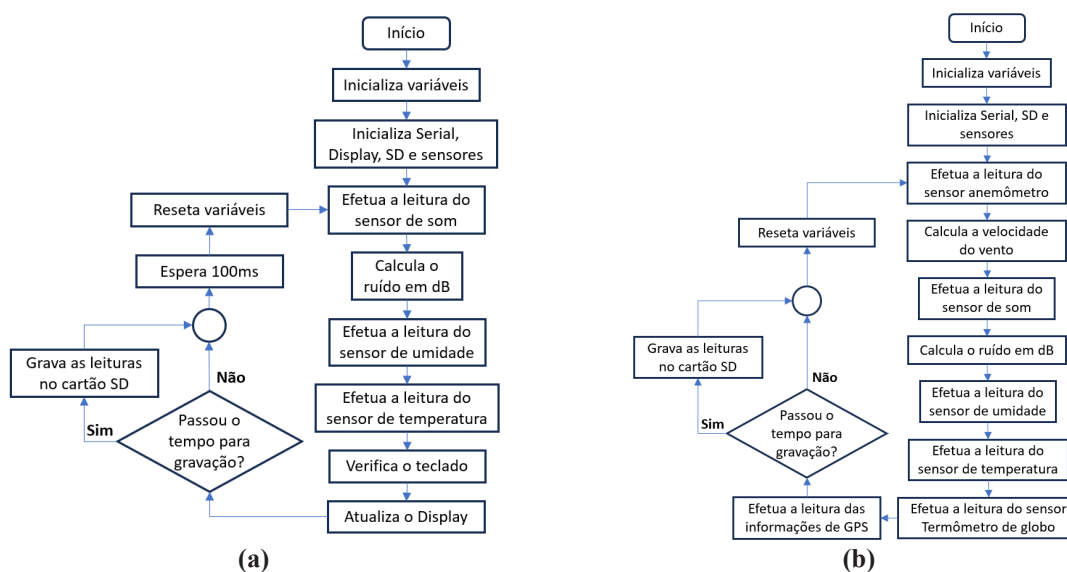 Início
Inicializa variáveis
Inicializa Serial,
Display, SD e sensores
Efetua a leitura do
sensor de som
Calcula o
ruído em dB
Efetua a leitura do
sensor de umidade
Efetua a leitura do
sensor de temperatura
Verifica o teclado
Atualiza o Display
Passou o
tempo para
gravação?
Sim
Não
Grava as leituras
no cartão SD
Espera 100ms
Reseta variáveis
(a)
Início
Inicializa variáveis
Inicializa Serial, SD e
sensores
Efetua a leitura do
sensor anemômetro
Calcula a velocidade
do vento
Efetua a leitura do
sensor de som
Calcula o ruído em dB
Efetua a leitura do
sensor de umidade
Efetua a leitura do
sensor de temperatura
Efetua a leitura do sensor
Termômetro de globo
Efetua a leitura das
informações de GPS
Passou o
tempo para
gravação?
Sim
Não
Grava as leituras
no cartão SD
Reseta variáveis
(b)